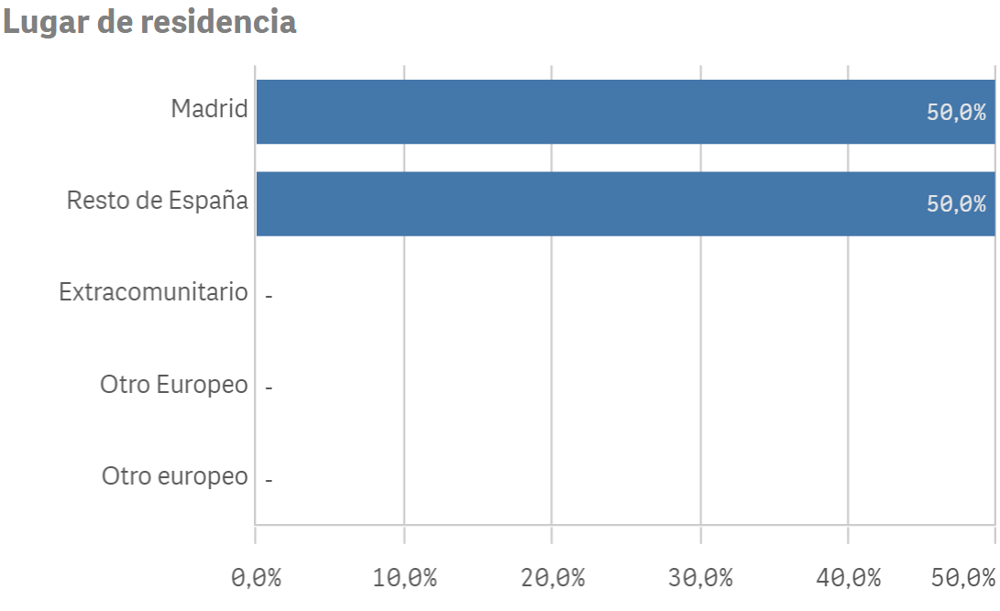 Lugar de residencia
Madrid 50,0%
Resto de España 50,0%
Extracomunitario -
Otro Europeo -
Otro europeo -
0,0% 10,0% 20,0% 30,0% 40,0% 50,0%